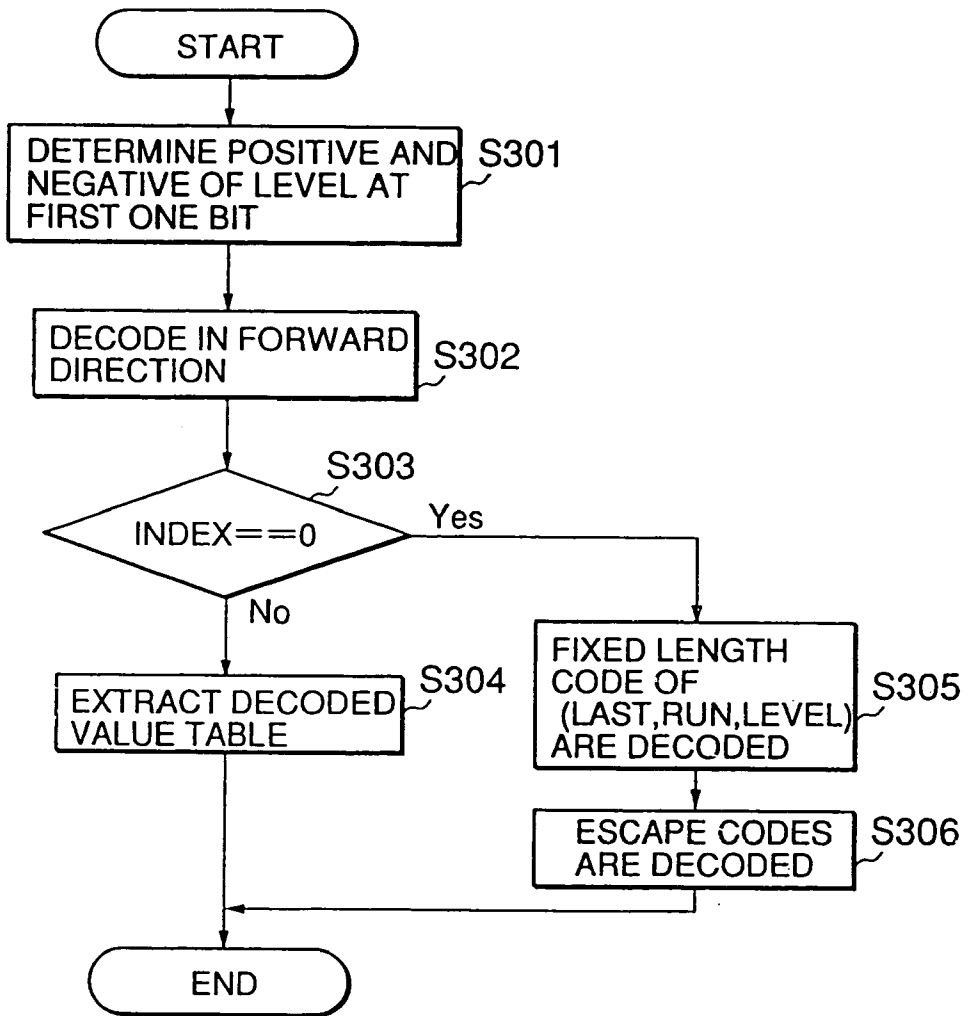 START
DETERMINE POSITIVE AND
NEGATIVE OF LEVEL AT
FIRST ONE BIT
S301
DECODE IN FORWARD
DIRECTION
S302
S303
INDEX==0
Yes
No
EXTRACT DECODED
VALUE TABLE
S304
FIXED LENGTH
CODE OF
(LAST,RUN,LEVEL)
ARE DECODED
S305
ESCAPE CODES
ARE DECODED
S306
END